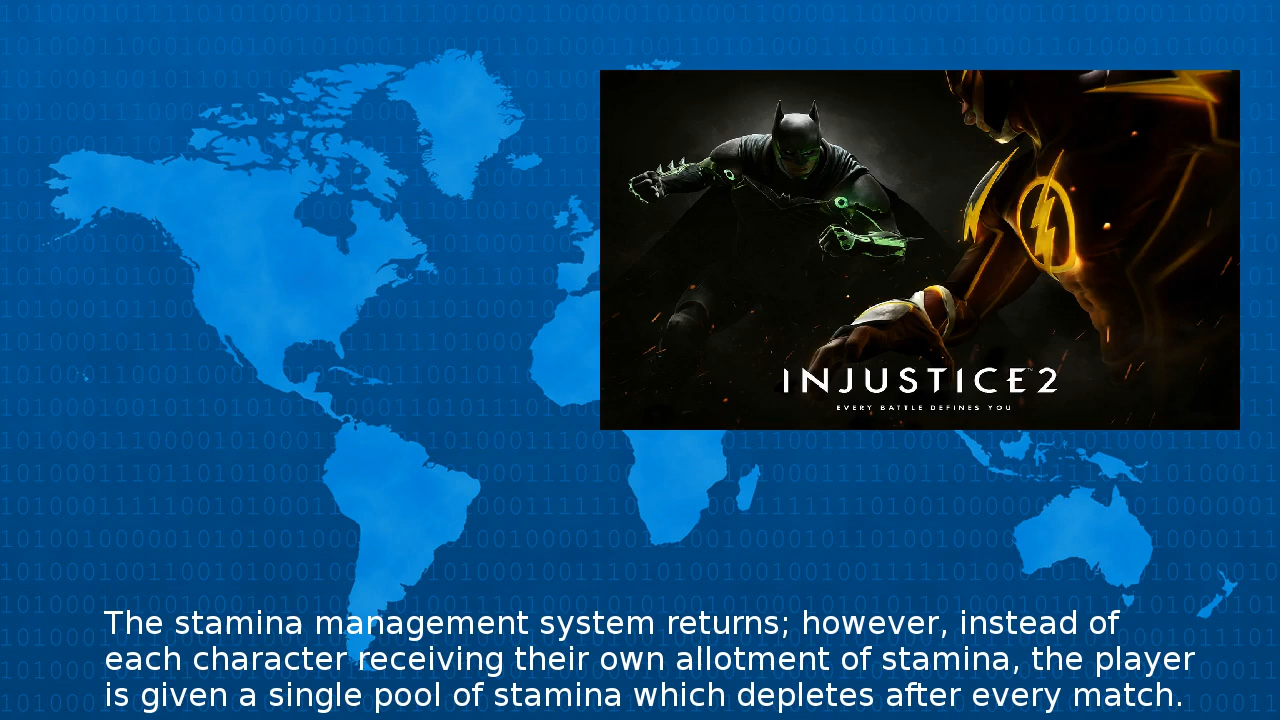 INJUSTICE 2
EVERY BATTLE DEFINES YOU
The stamina management system returns; however, instead of
each character receiving their own allotment of stamina, the player
is given a single pool of stamina which depletes after every match.